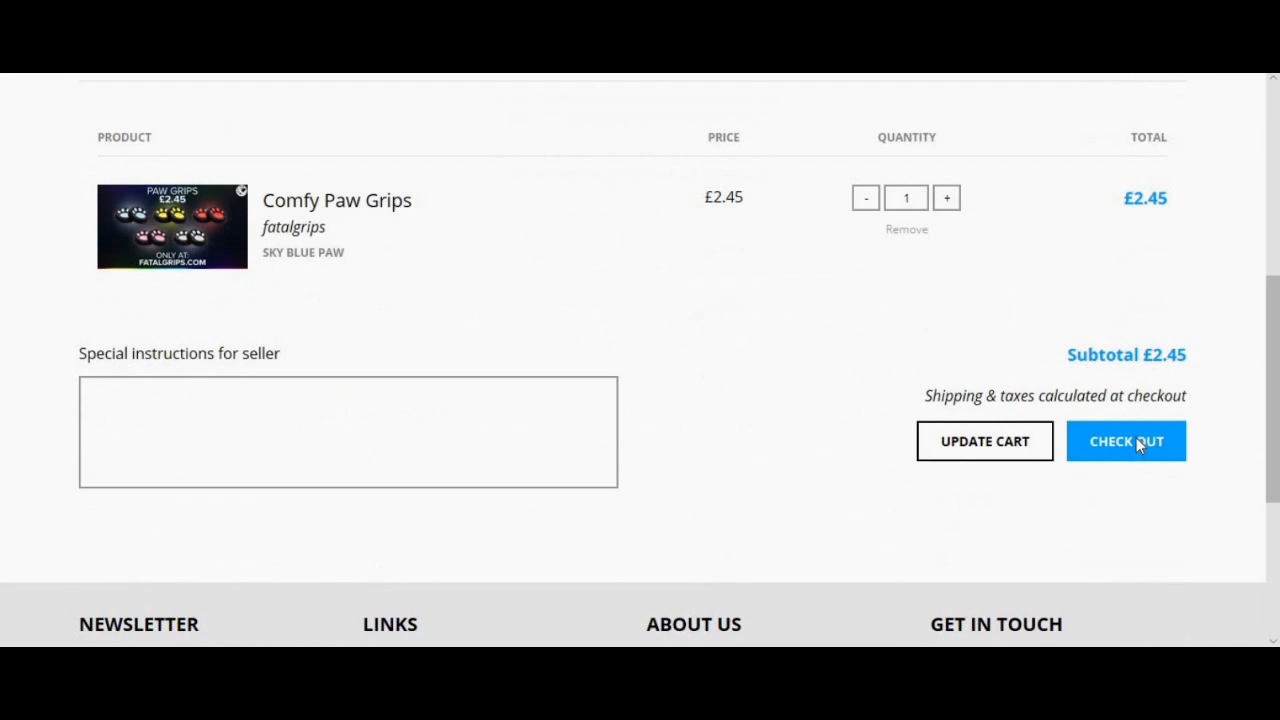 PRODUCT PRICE QUANTITY TOTAL
PAW GRIPS
£2.45
ONLY AT:
FATALGRIPS.COM
Comfy Paw Grips
fatalgrips
SKY BLUE PAW
£2.45
- 1 +
Remove
£2.45
Special instructions for seller
Subtotal £2.45
Shipping & taxes calculated at checkout
UPDATE CART CHECK OUT
NEWSLETTER LINKS ABOUT US GET IN TOUCH